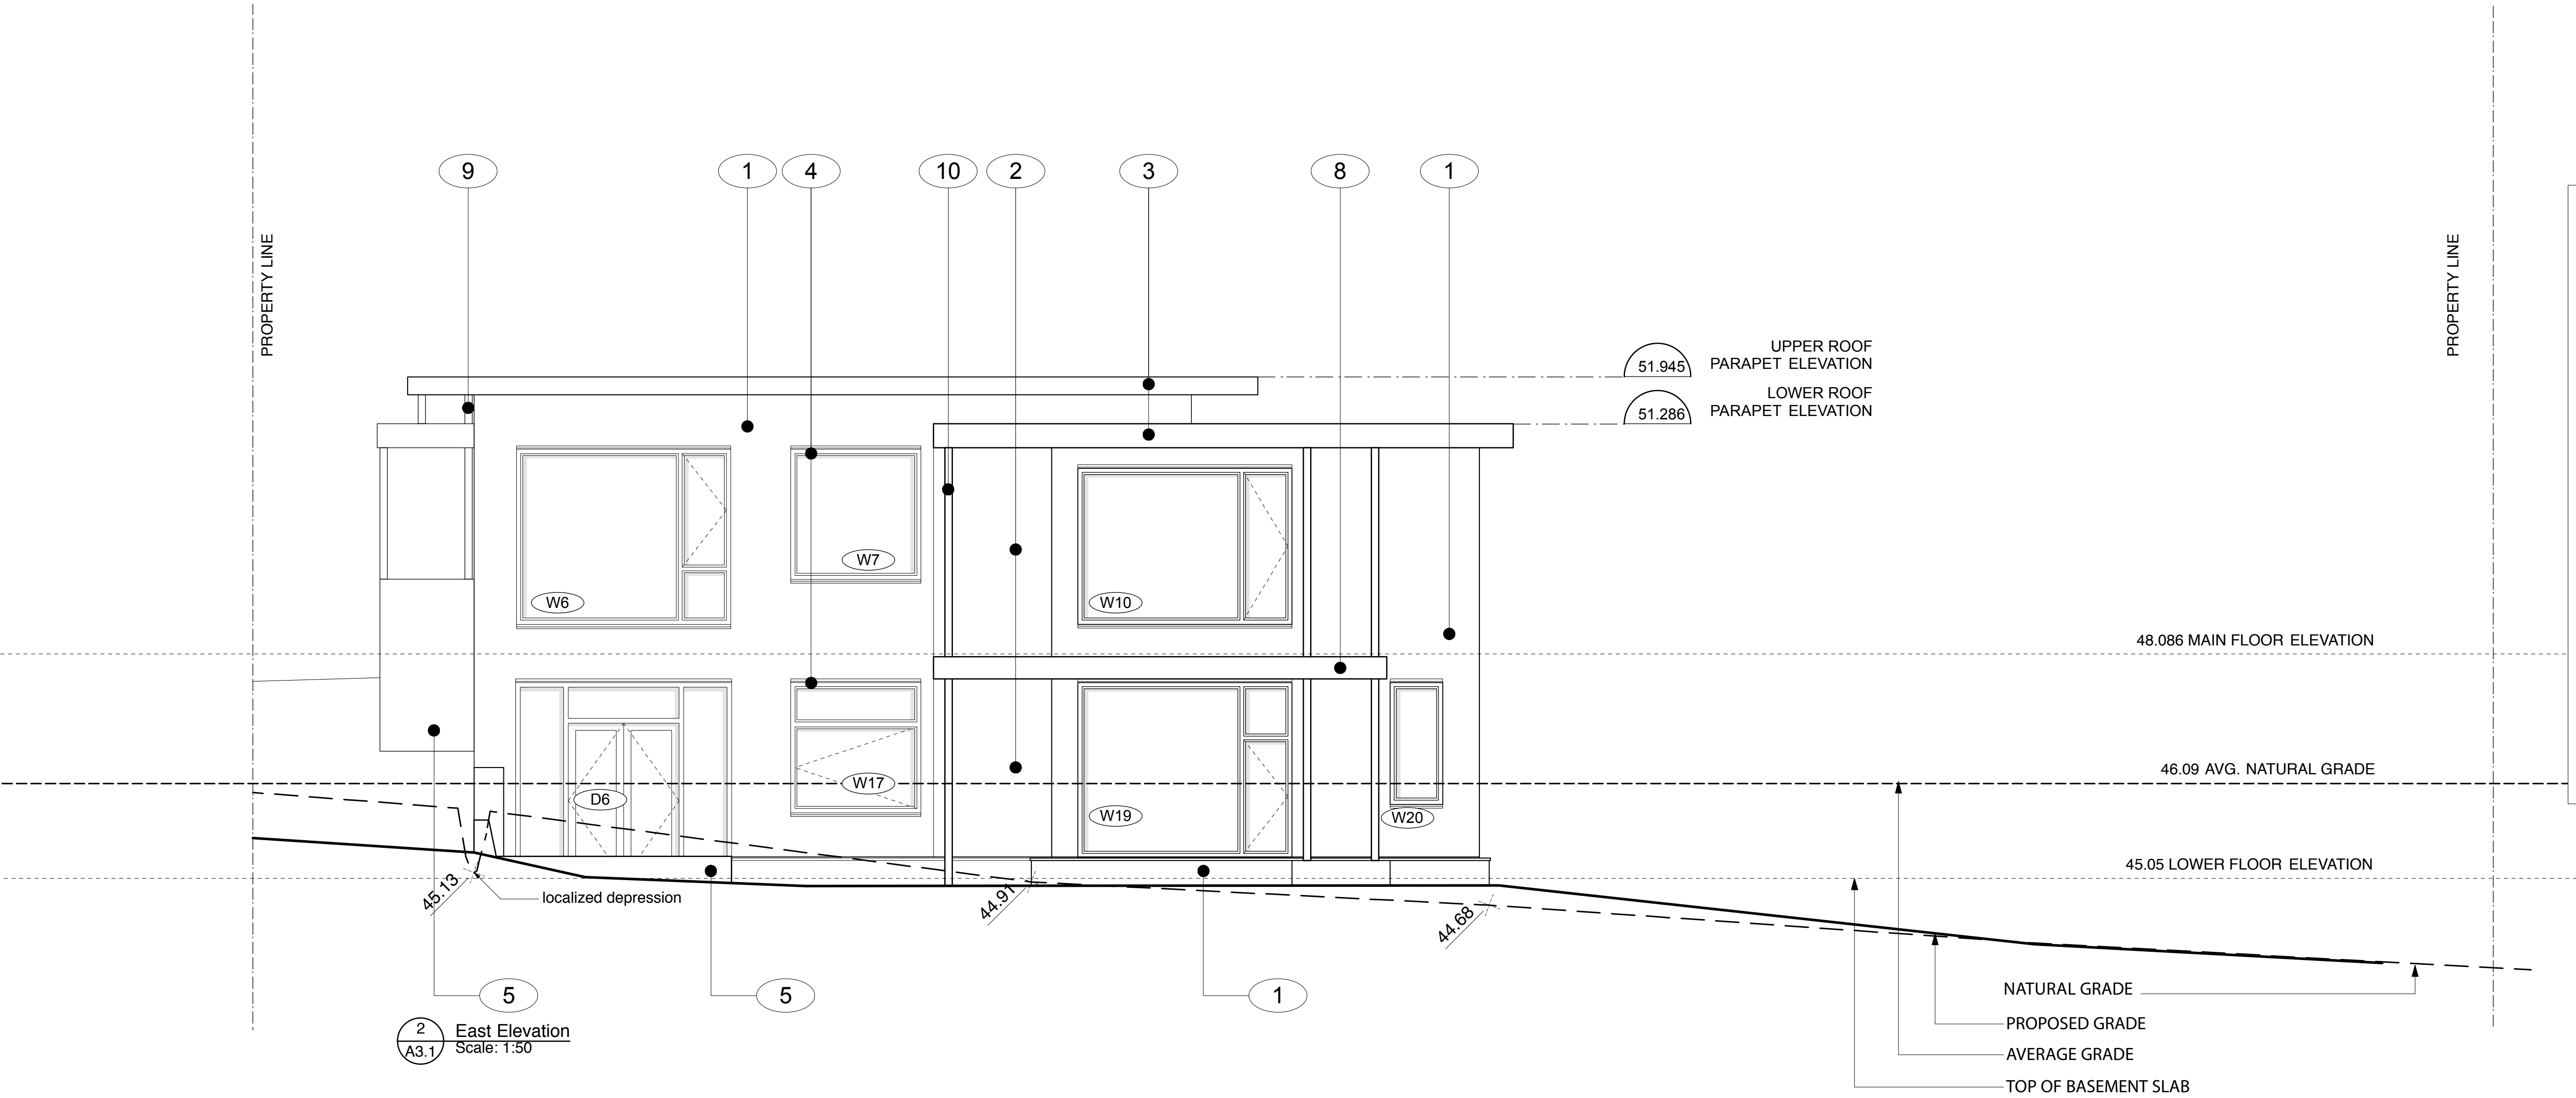 9
1
4
10
2
3
8
1
PROPERTY LINE
PROPERTY LINE
51.945
UPPER ROOF
PARAPET ELEVATION
51.286
LOWER ROOF
PARAPET ELEVATION
W7
W6
W10
48.086 MAIN FLOOR ELEVATION
46.09 AVG. NATURAL GRADE
W17
D6
W19
W20
45.05 LOWER FLOOR ELEVATION
45.13
localized depression
44.91
44.68
5
5
1
NATURAL GRADE
PROPOSED GRADE
AVERAGE GRADE
TOP OF BASEMENT SLAB
2
A3.1
East Elevation
Scale: 1:50